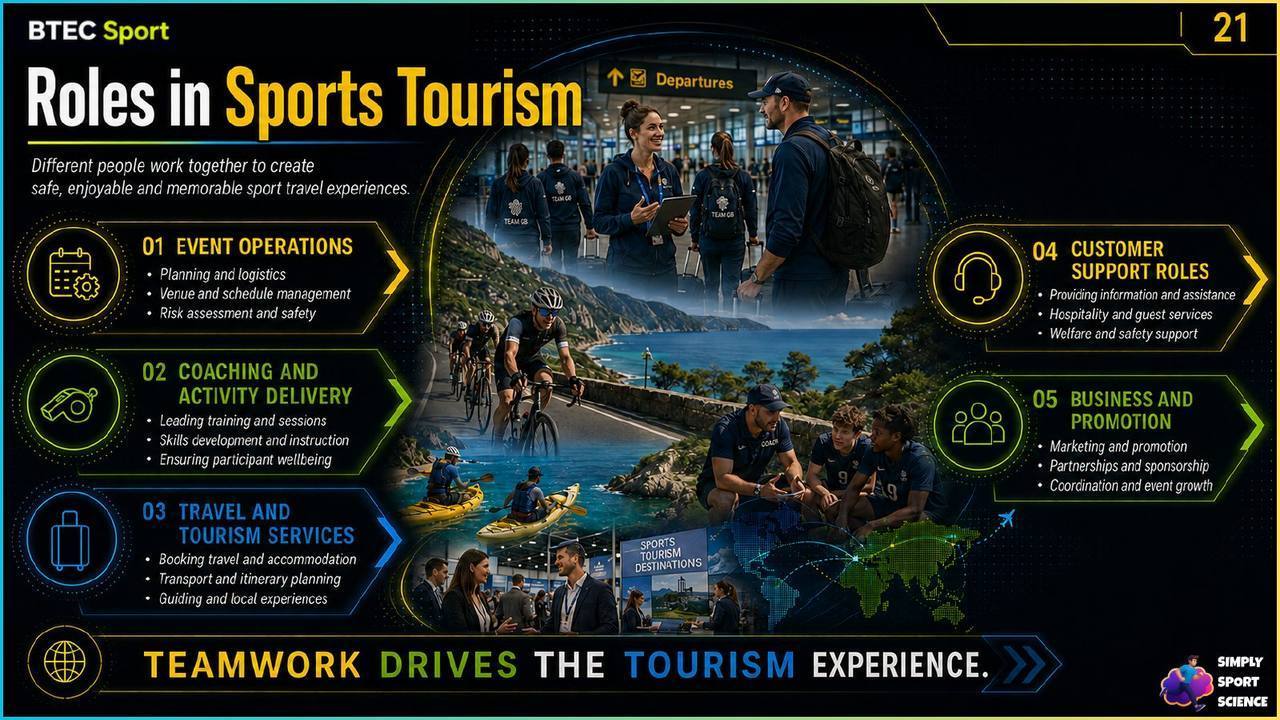 BTEC Sport
21
Roles in Sports Tourism
Different people work together to create
safe, enjoyable and memorable sport travel experiences.
01 EVENT OPERATIONS
• Planning and logistics
• Venue and schedule management
• Risk assessment and safety
02 COACHING AND
ACTIVITY DELIVERY
• Leading training and sessions
• Skills development and instruction
• Ensuring participant wellbeing
03 TRAVEL AND
TOURISM SERVICES
• Booking travel and accommodation
• Transport and itinerary planning
• Guiding and local experiences
Departures
TEAM GB
TEAM GB
COACH
9
9
SPORTS
TOURISM
DESTINATIONS
04 CUSTOMER
SUPPORT ROLES
• Providing information and assistance
• Hospitality and guest services
• Welfare and safety support
05 BUSINESS AND
PROMOTION
• Marketing and promotion
• Partnerships and sponsorship
• Coordination and event growth
TEAMWORK DRIVES THE TOURISM EXPERIENCE.
SIMPLY
SPORT
SCIENCE